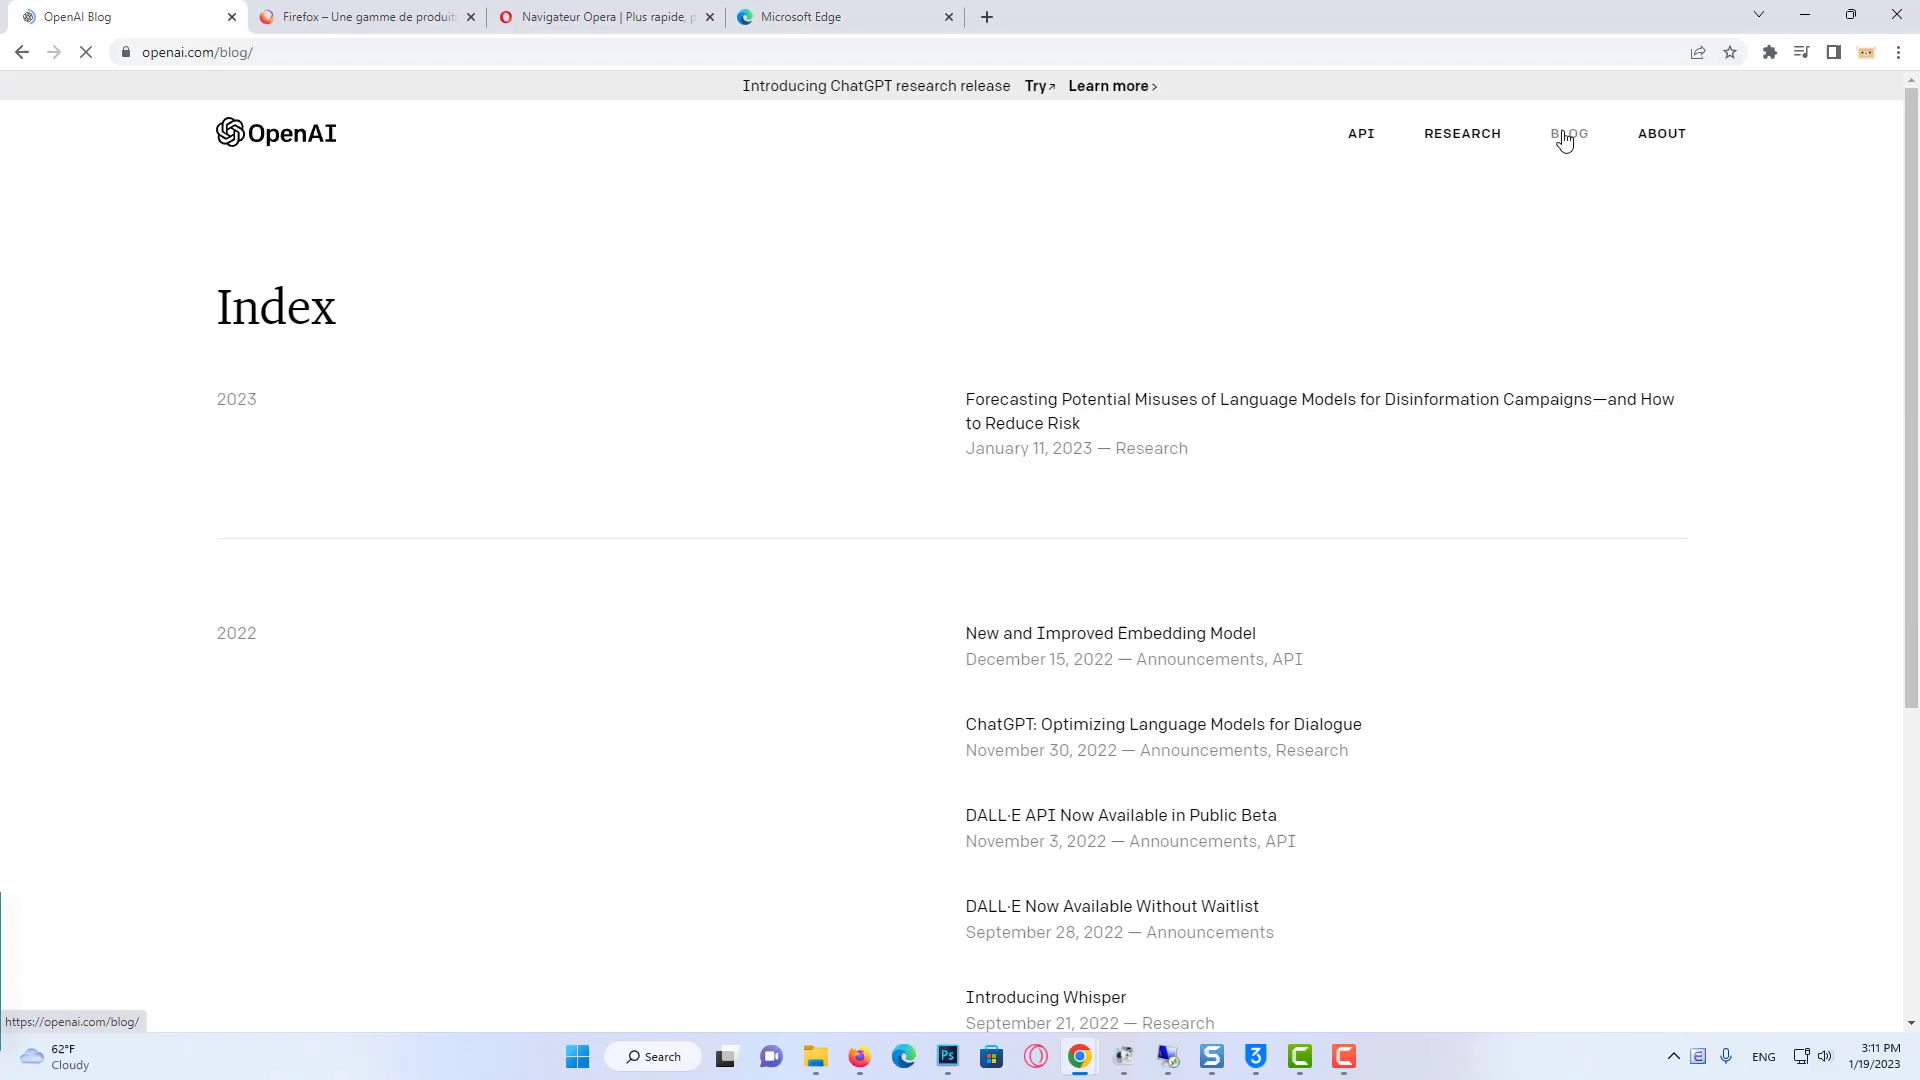 OpenAI Blog
Firefox – Une gamme de produit
Navigateur Opera | Plus rapide, p
Microsoft Edge
openai.com/blog/
Introducing ChatGPT research release Try↗ Learn more ›
OpenAI
API RESEARCH BLOG ABOUT
Index
2023
Forecasting Potential Misuses of Language Models for Disinformation Campaigns—and How
to Reduce Risk
January 11, 2023 — Research
2022
New and Improved Embedding Model
December 15, 2022 — Announcements, API
ChatGPT: Optimizing Language Models for Dialogue
November 30, 2022 — Announcements, Research
DALL·E API Now Available in Public Beta
November 3, 2022 — Announcements, API
DALL·E Now Available Without Waitlist
September 28, 2022 — Announcements
Introducing Whisper
September 21, 2022 — Research
https://openai.com/blog/
62°F
Cloudy
Search
Ps
ENG
3:11 PM
1/19/2023